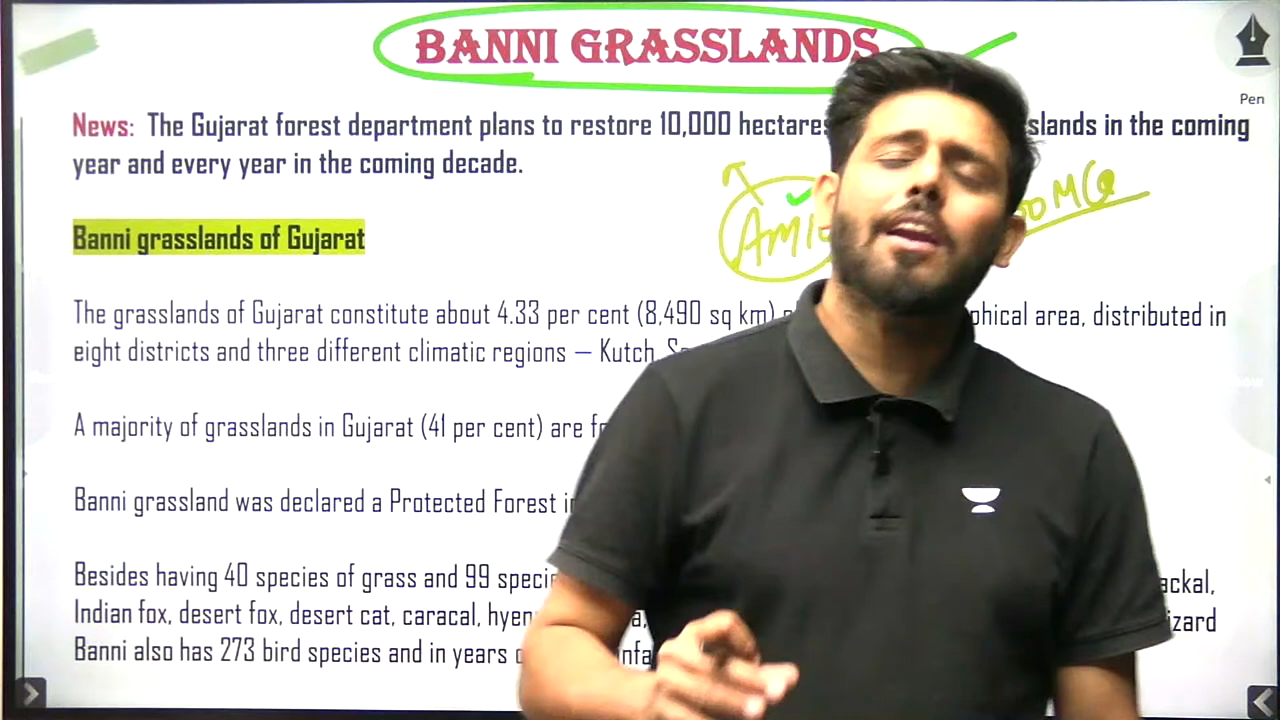 BANNI GRASSLANDS
Pen
News: The Gujarat forest department plans to restore 10,000 hectares in the coming
year and every year in the coming decade.
Banni grasslands of Gujarat
The grasslands of Gujarat constitute about 4.33 per cent (8,490 sq km) area, distributed in
eight districts and three different climatic regions — Kutch,
A majority of grasslands in Gujarat (41 per cent) are
Banni grassland was declared a Protected Forest
Besides having 40 species of grass and 99
Indian fox, desert fox, desert cat, caracal,
Banni also has 273 bird species and in years